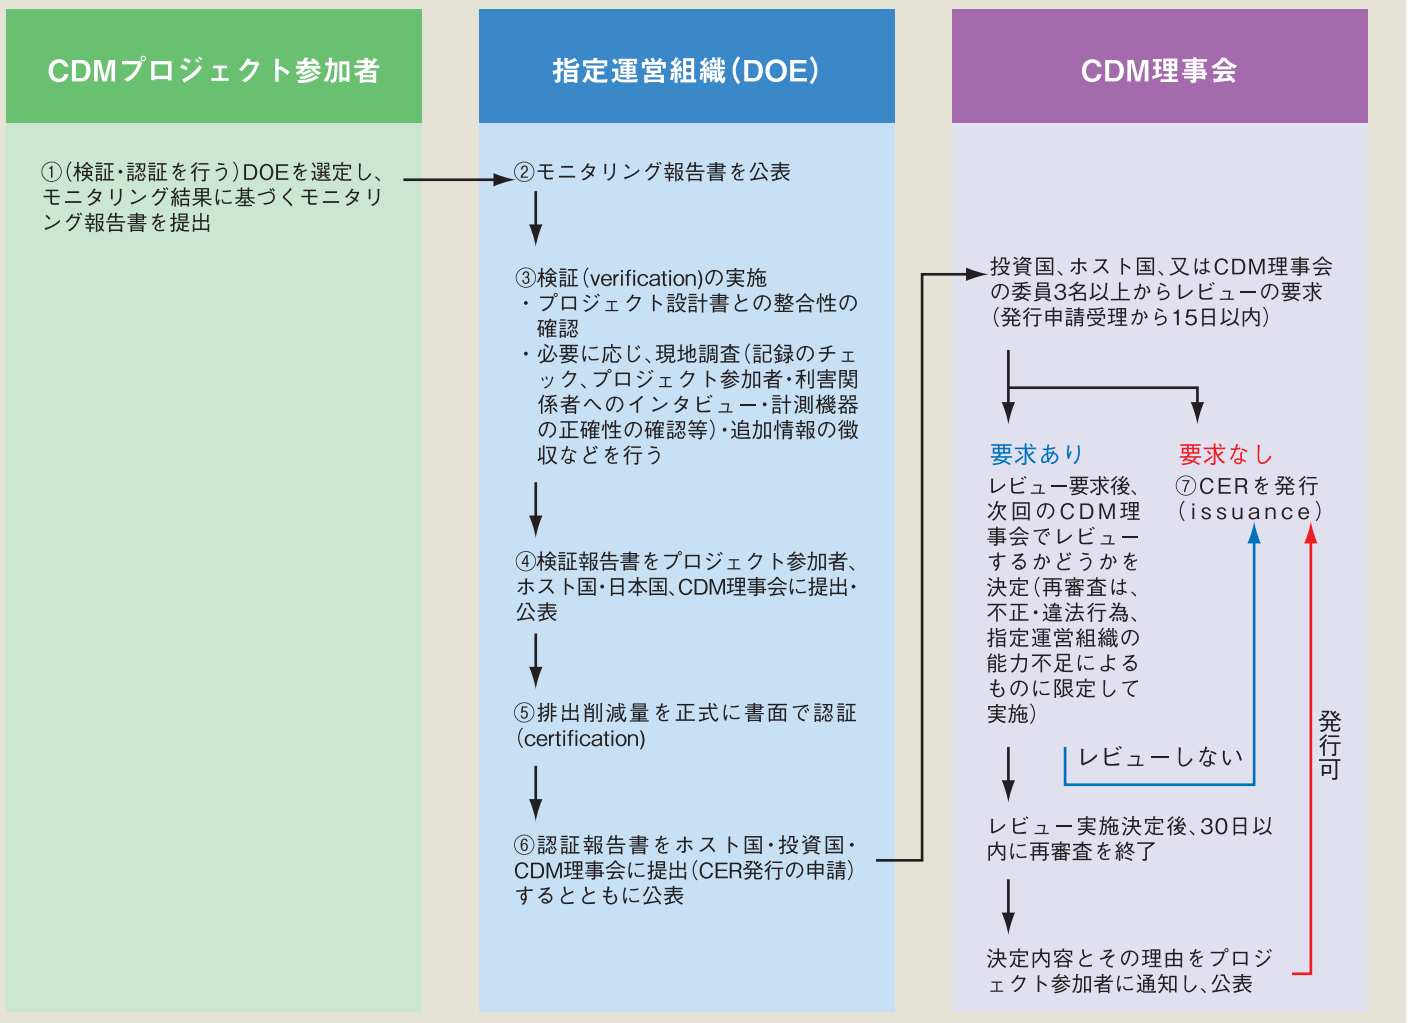 CDMプロジェクト参加者
①(検証・認証を行う)DOEを選定し、
モニタリング結果に基づくモニタリ
ング報告書を提出
指定運営組織(DOE)
②モニタリング報告書を公表
③検証(verification)の実施
・プロジェクト設計書との整合性の
確認
・必要に応じ、現地調査(記録のチェ
ック、プロジェクト参加者・利害関
係者へのインタビュー・計測機器
の正確性の確認等)・追加情報の徴
収などを行う
④検証報告書をプロジェクト参加者、
ホスト国・日本国、CDM理事会に提出・
公表
⑤排出削減量を正式に書面で認証
(certification)
⑥認証報告書をホスト国・投資国・
CDM理事会に提出(CER発行の申請)
するとともに公表
CDM理事会
投資国、ホスト国、又はCDM理事会
の委員3名以上からレビューの要求
(発行申請受理から15日以内)
要求あり
レビュー要求後、
次回のCDM理
事会でレビュー
するかどうかを
決定(再審査は、
不正・違法行為、
指定運営組織の
能力不足による
ものに限定して
実施)
要求なし
⑦CERを発行
(issuance)
レビューしない
発行可
レビュー実施決定後、30日以
内に再審査を終了
決定内容とその理由をプロジ
ェクト参加者に通知し、公表